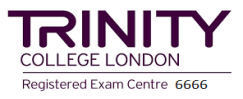 TRINITY
COLLEGE LONDON
Registered Exam Centre 6666